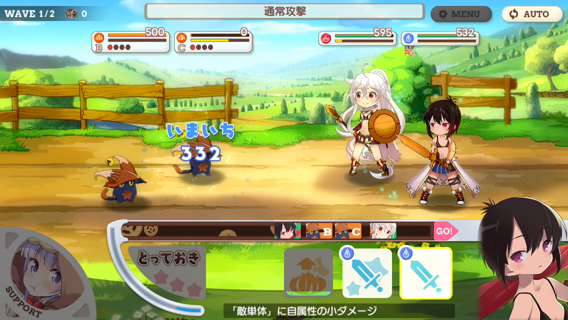 WAVE 1/2 0
通常攻撃
MENU
AUTO
500
B
0
C
595
532
いまいち
332
B
C
GO!
とっておき
SUPPORT
「敵単体」に自属性の小ダメージ